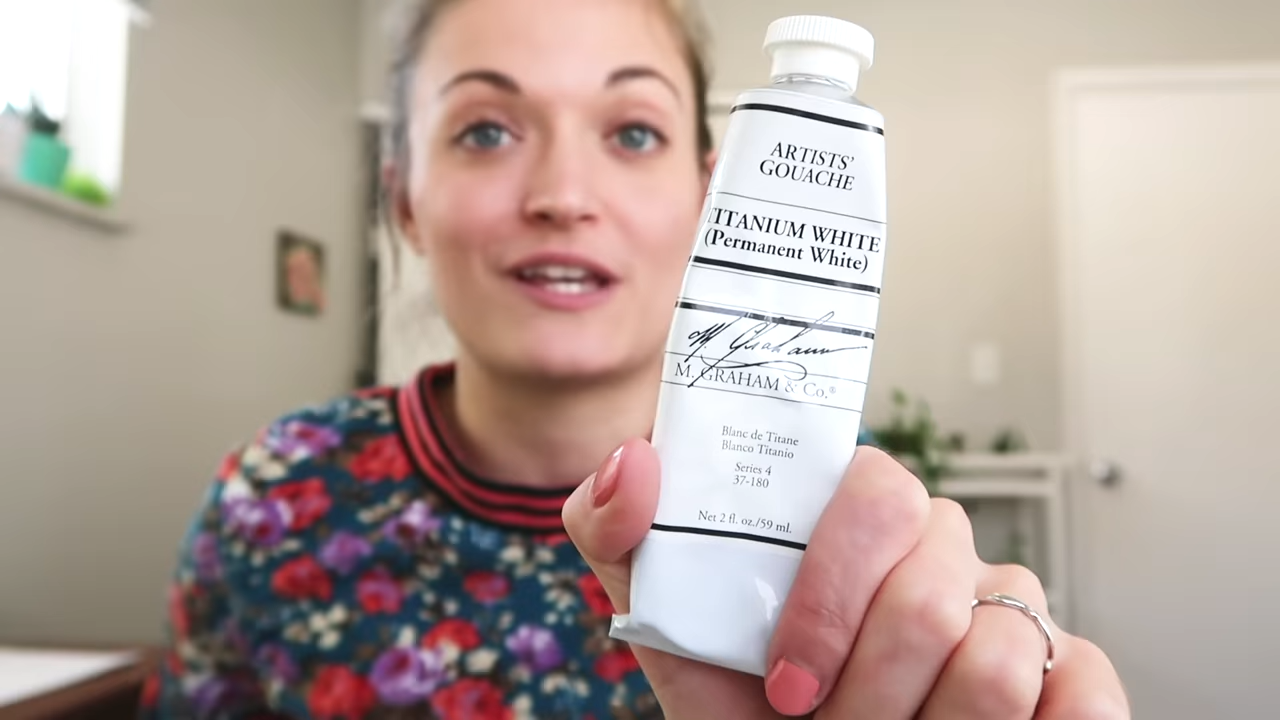 ARTISTS'
GOUACHE
TITANIUM WHITE
(Permanent White)
M. Graham
M. GRAHAM & Co.®
Blanc de Titane
Blanco Titanio
Series 4
37-180
Net 2 fl. oz./59 ml.